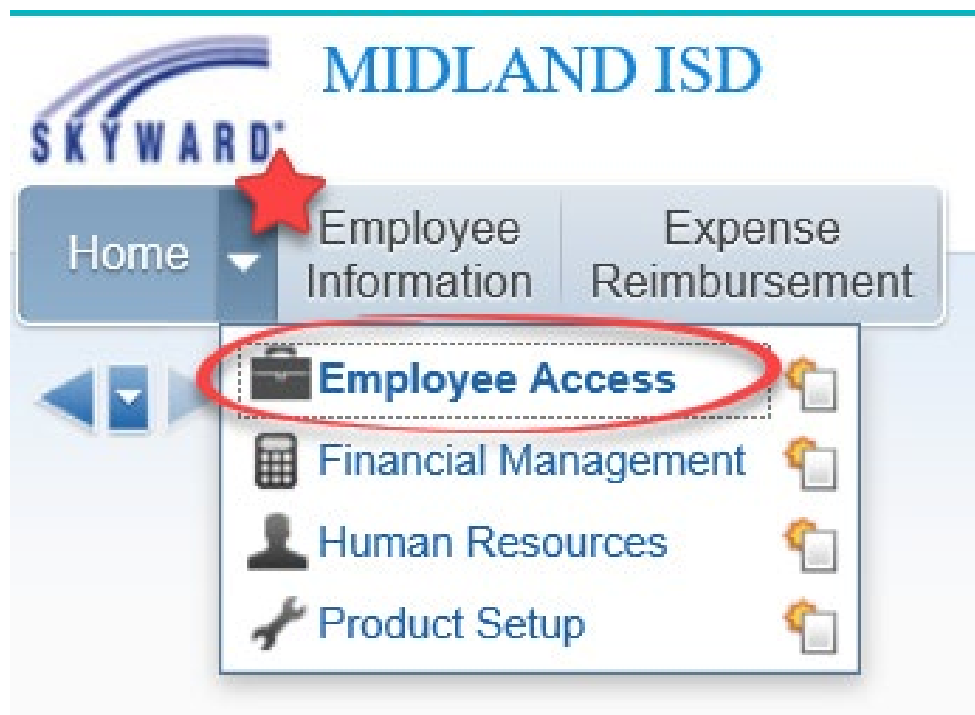 MIDLAND ISD
SKYWARD
Home
Employee
Information
Expense
Reimbursement
Employee Access
Financial Management
Human Resources
Product Setup